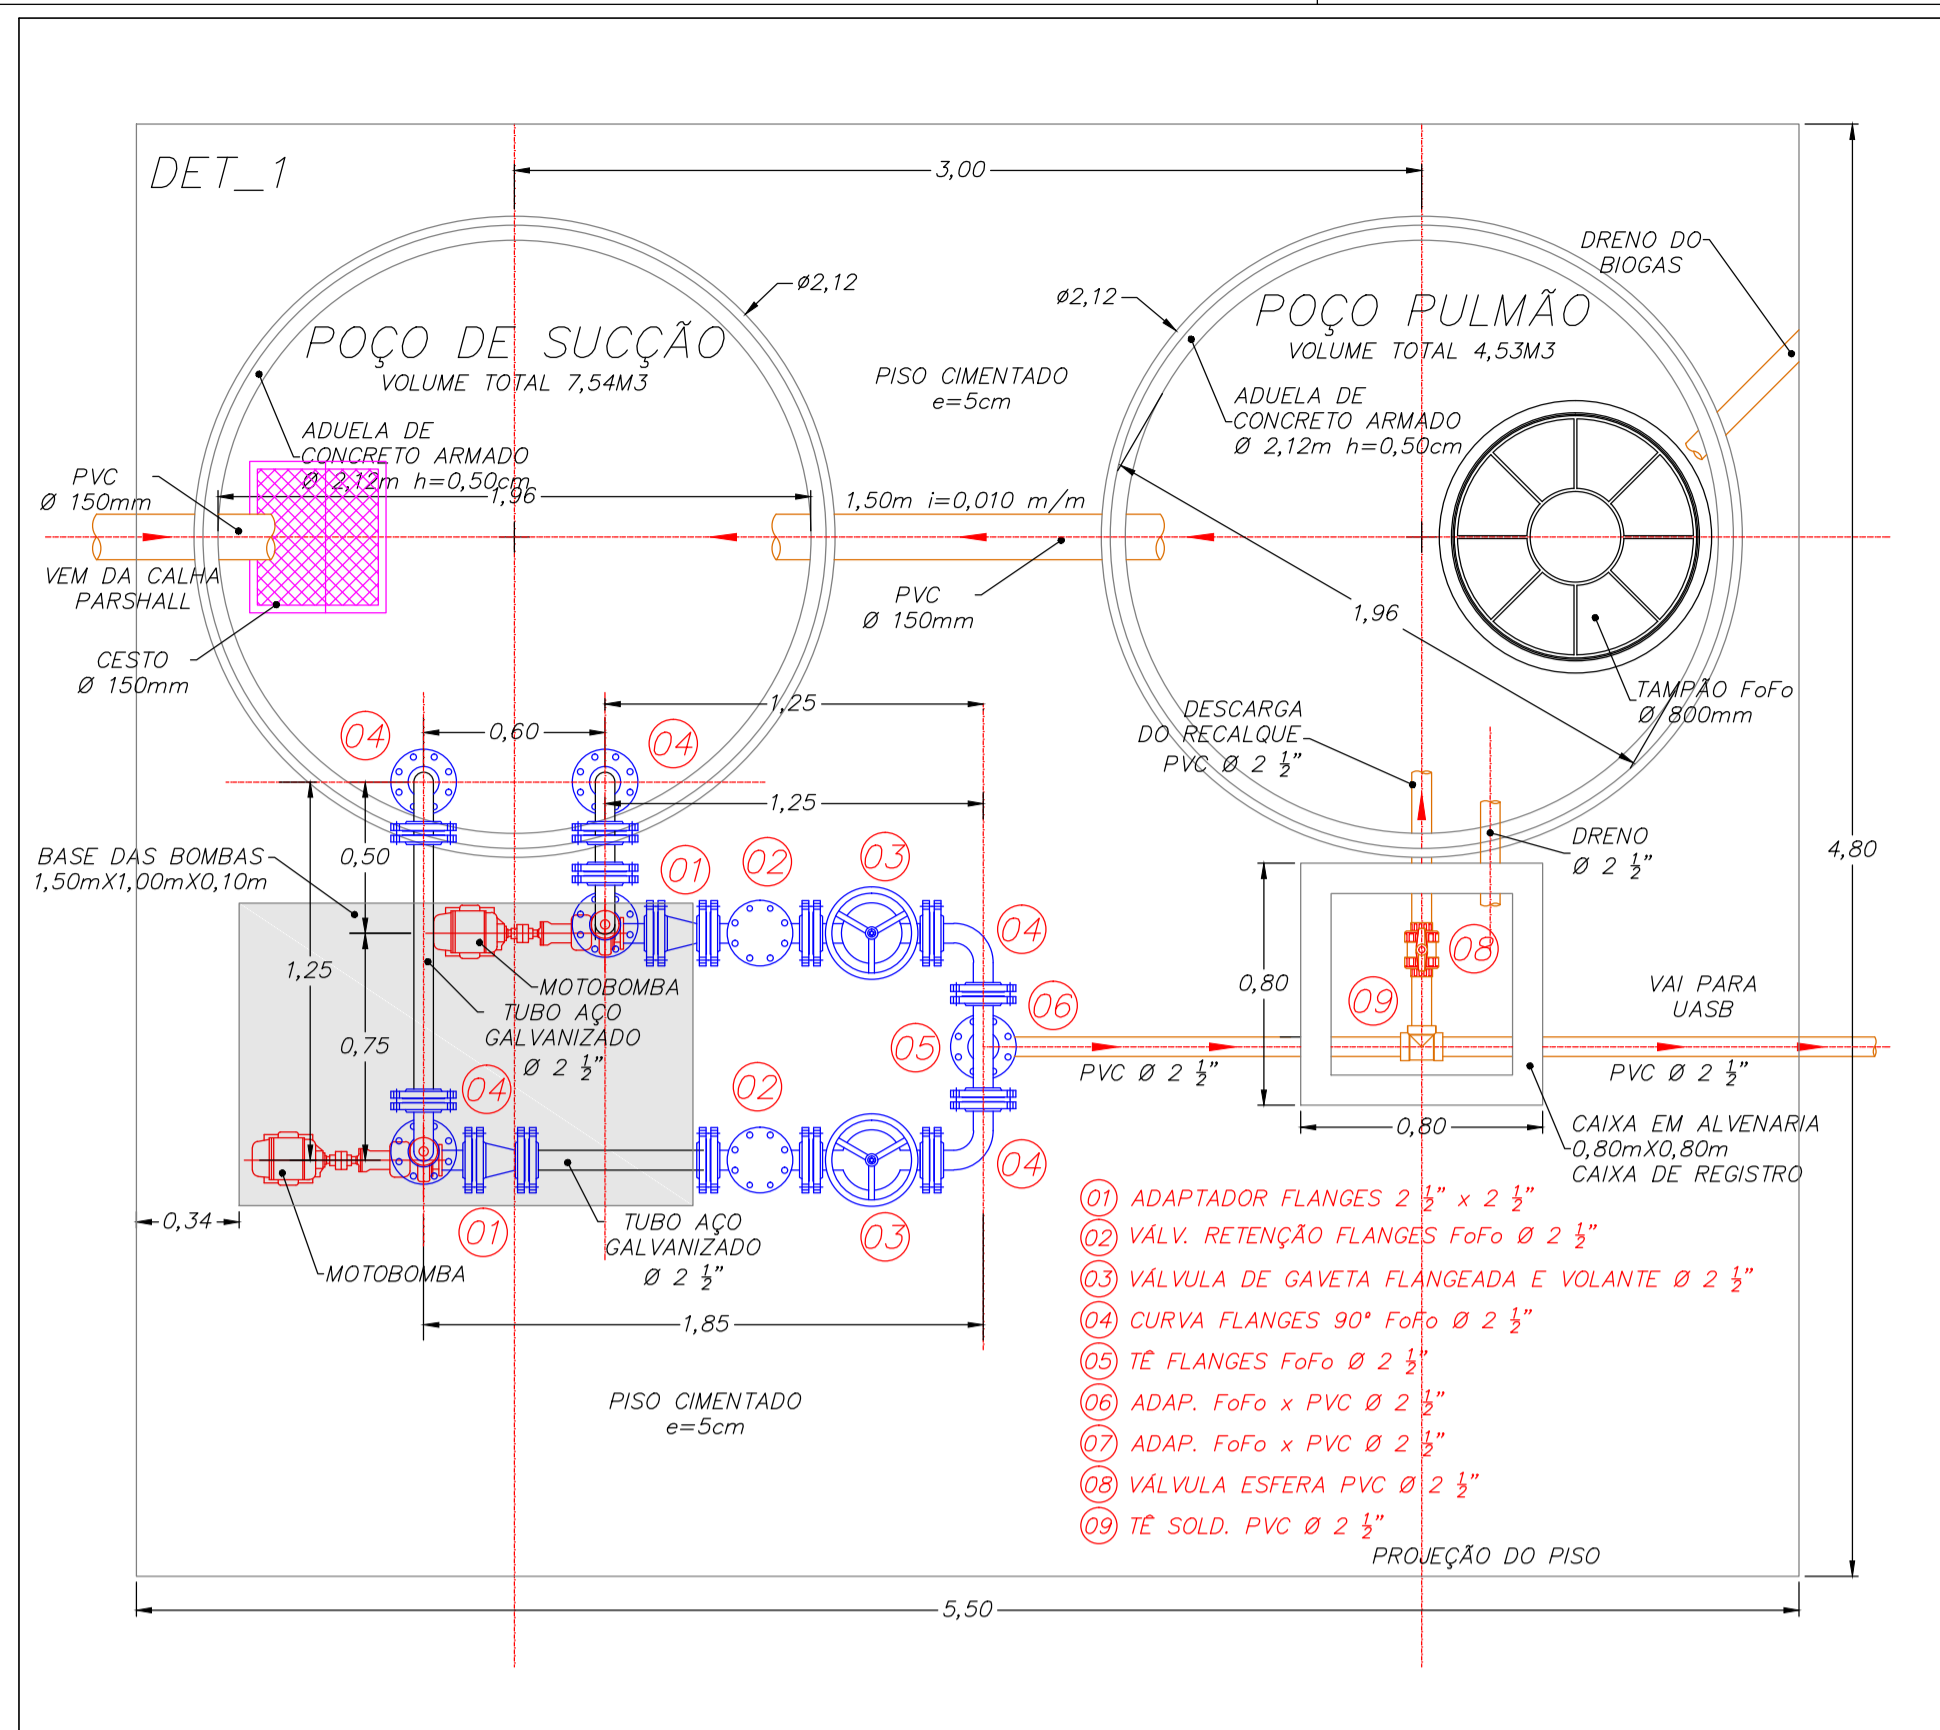 DET_1
3,00
DRENO DO
BIOGAS
ø2,12
ø2,12
POÇO DE SUCÇÃO
VOLUME TOTAL 7,54M3
POÇO PULMÃO
VOLUME TOTAL 4,53M3
PISO CIMENTADO
e=5cm
ADUELA DE
CONCRETO ARMADO
Ø 2,12m h=0,50cm
ADUELA DE
CONCRETO ARMADO
Ø 2,12m h=0,50cm
PVC
Ø 150mm
1,96
1,50m i=0,010 m/m
VEM DA CALHA
PARSHALL
PVC
Ø 150mm
1,96
CESTO
Ø 150mm
TAMPÃO FoFo
Ø 800mm
1,25
DESCARGA
DO RECALQUE
PVC Ø 2 ½"
04
0,60
04
1,25
BASE DAS BOMBAS
1,50mX1,00mX0,10m
0,50
01
02
03
DRENO
Ø 2 ½"
4,80
04
08
1,25
MOTOBOMBA
TUBO AÇO
GALVANIZADO
Ø 2 ½"
0,80
VAI PARA
UASB
06
09
0,75
05
04
02
PVC Ø 2 ½"
PVC Ø 2 ½"
0,80
CAIXA EM ALVENARIA
0,80mX0,80m
CAIXA DE REGISTRO
04
0,34
01
TUBO AÇO
GALVANIZADO
Ø 2 ½"
03
MOTOBOMBA
1,85
01 ADAPTADOR FLANGES 2 ½" x 2 ½"
02 VÁLV. RETENÇÃO FLANGES FoFo Ø 2 ½"
03 VÁLVULA DE GAVETA FLANGEADA E VOLANTE Ø 2 ½"
04 CURVA FLANGES 90° FoFo Ø 2 ½"
05 TÊ FLANGES FoFo Ø 2 ½"
06 ADAP. FoFo x PVC Ø 2 ½"
07 ADAP. FoFo x PVC Ø 2 ½"
08 VÁLVULA ESFERA PVC Ø 2 ½"
09 TÊ SOLD. PVC Ø 2 ½"
PISO CIMENTADO
e=5cm
PROJEÇÃO DO PISO
5,50